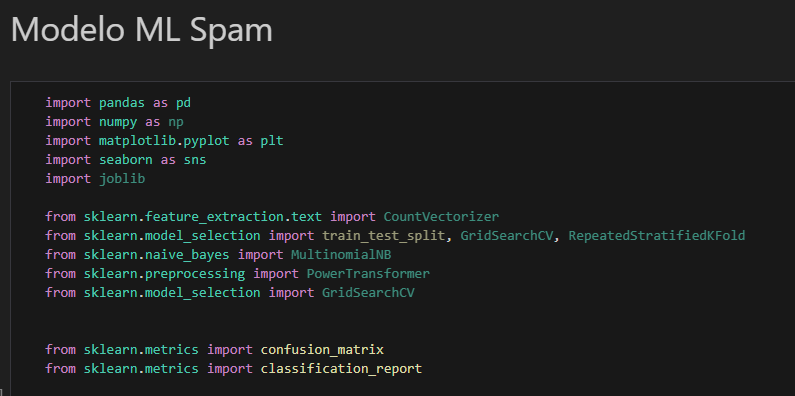 Modelo ML Spam
import pandas as pd
import numpy as np
import matplotlib.pyplot as plt
import seaborn as sns
import joblib
from sklearn.feature_extraction.text import CountVectorizer
from sklearn.model_selection import train_test_split, GridSearchCV, RepeatedStratifiedKFold
from sklearn.naive_bayes import MultinomialNB
from sklearn.preprocessing import PowerTransformer
from sklearn.model_selection import GridSearchCV
from sklearn.metrics import confusion_matrix
from sklearn.metrics import classification_report